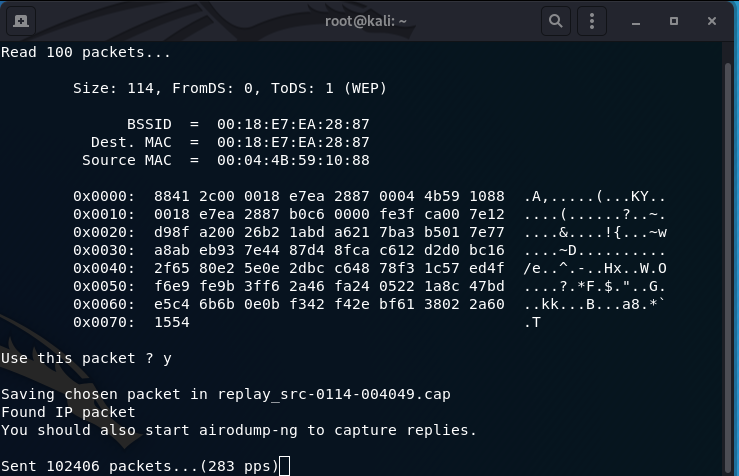 root@kali: ~
Read 100 packets...
Size: 114, FromDS: 0, ToDS: 1 (WEP)
BSSID = 00:18:E7:EA:28:87
Dest. MAC = 00:18:E7:EA:28:87
Source MAC = 00:04:4B:59:10:88
0x0000: 8841 2c00 0018 e7ea 2887 0004 4b59 1088 .A,.....(...KY..
0x0010: 0018 e7ea 2887 b0c6 0000 fe3f ca00 7e12 ....(......?..~.
0x0020: d98f a200 26b2 1abd a621 7ba3 b501 7e77 ....&....!{...~w
0x0030: a8ab eb93 7e44 87d4 8fca c612 d2d0 bc16 ....~D..........
0x0040: 2f65 80e2 5e0e 2dbc c648 78f3 1c57 ed4f /e..^.-..Hx..W.O
0x0050: f6e9 fe9b 3ff6 2a46 fa24 0522 1a8c 47bd ....?.*F.$."..G.
0x0060: e5c4 6b6b 0e0b f342 f42e bf61 3802 2a60 ..kk...B...a8.*`
0x0070: 1554 .T
Use this packet ? y
Saving chosen packet in replay_src-0114-004049.cap
Found IP packet
You should also start airodump-ng to capture replies.
Sent 102406 packets...(283 pps)